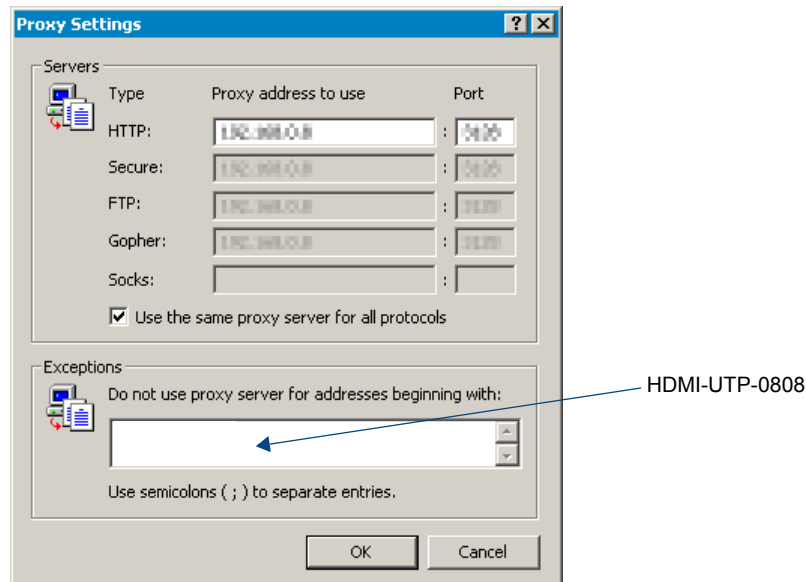 Proxy Settings
Servers
Type Proxy address to use Port
HTTP: :
Secure: :
FTP: :
Gopher: :
Socks: :
Use the same proxy server for all protocols
Exceptions
Do not use proxy server for addresses beginning with:
HDMI-UTP-0808
Use semicolons ( ; ) to separate entries.
OK Cancel